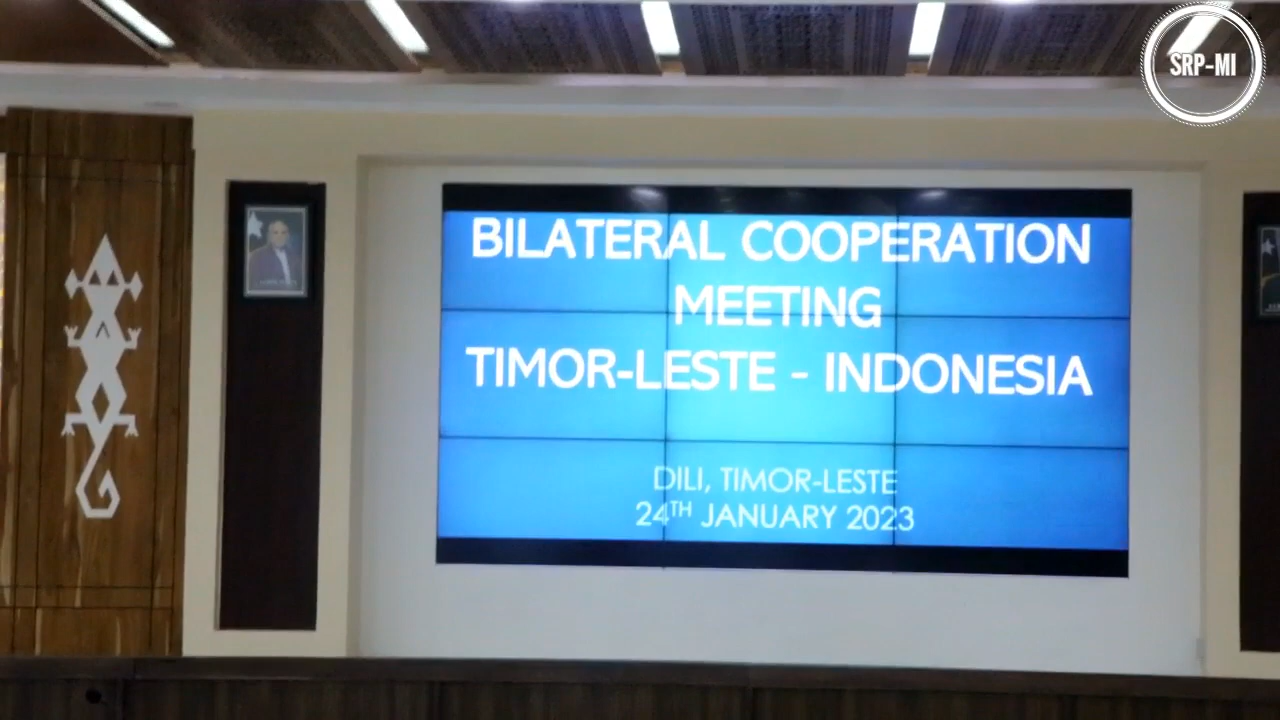 SRP-MI
BILATERAL COOPERATION
MEETING
TIMOR-LESTE - INDONESIA
DILI, TIMOR-LESTE
24TH JANUARY 2023